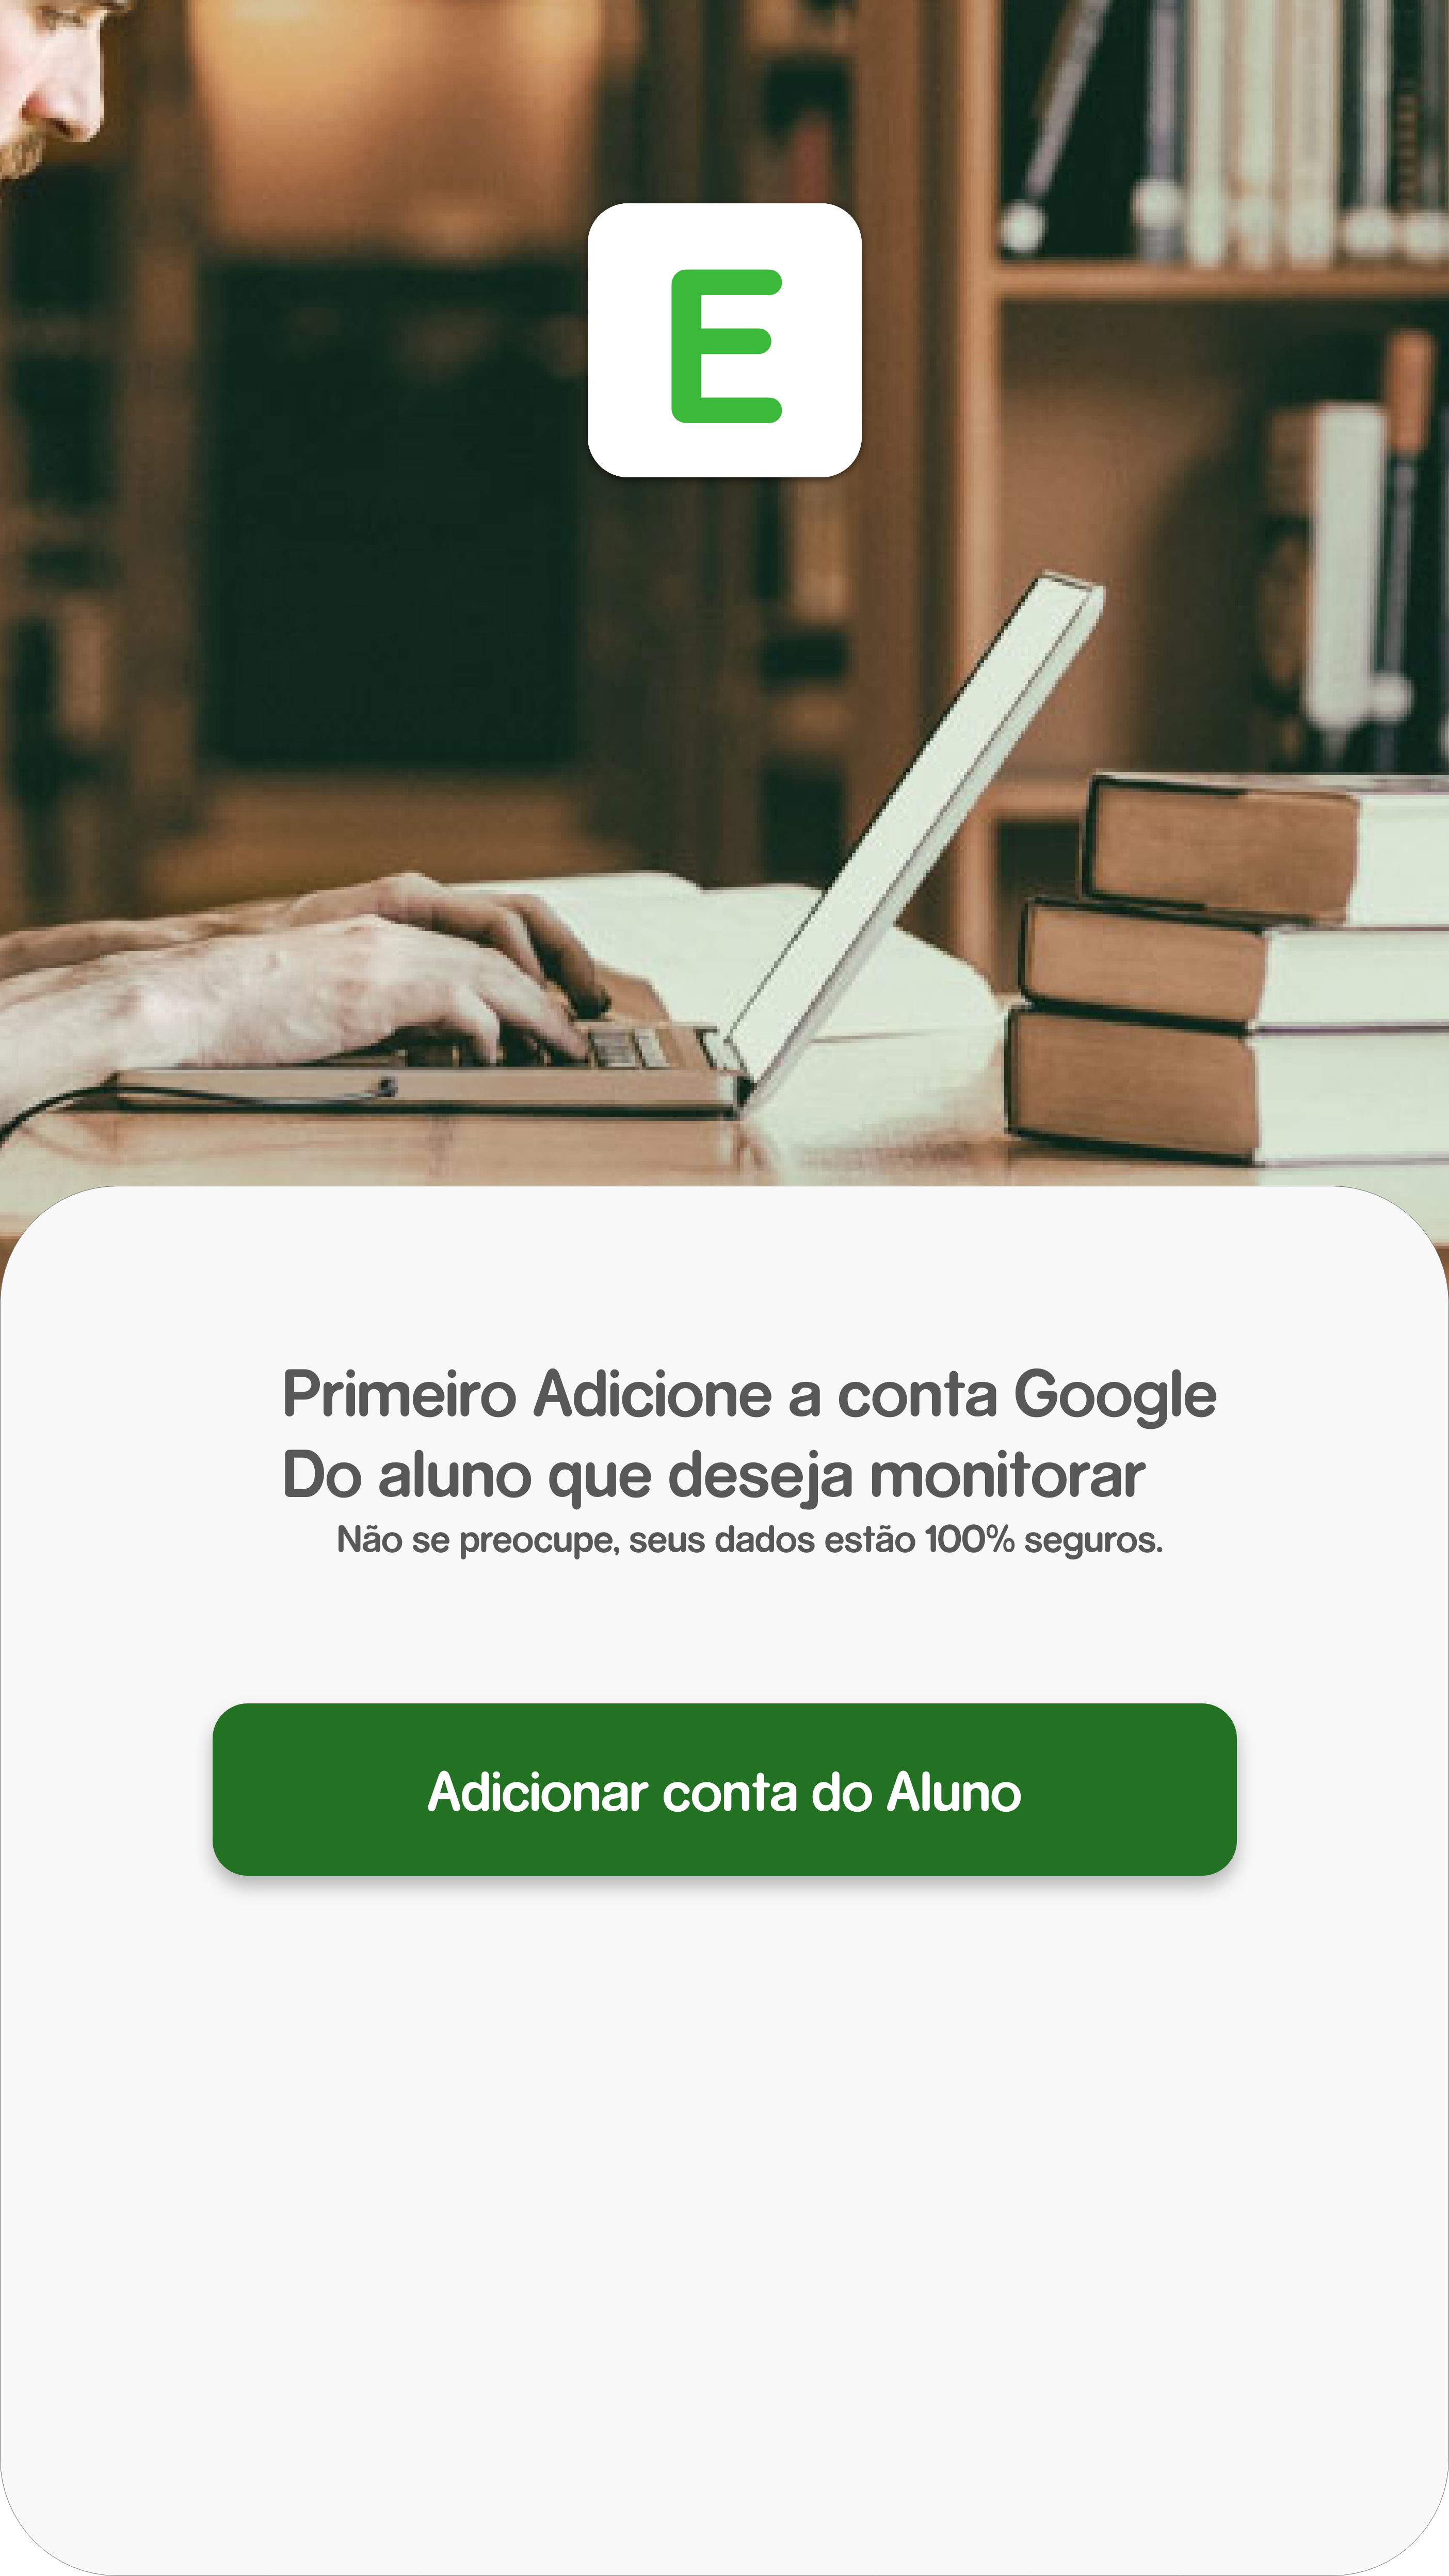 E
Primeiro Adicione a conta Google
Do aluno que deseja monitorar
Não se preocupe, seus dados estão 100% seguros.
Adicionar conta do Aluno